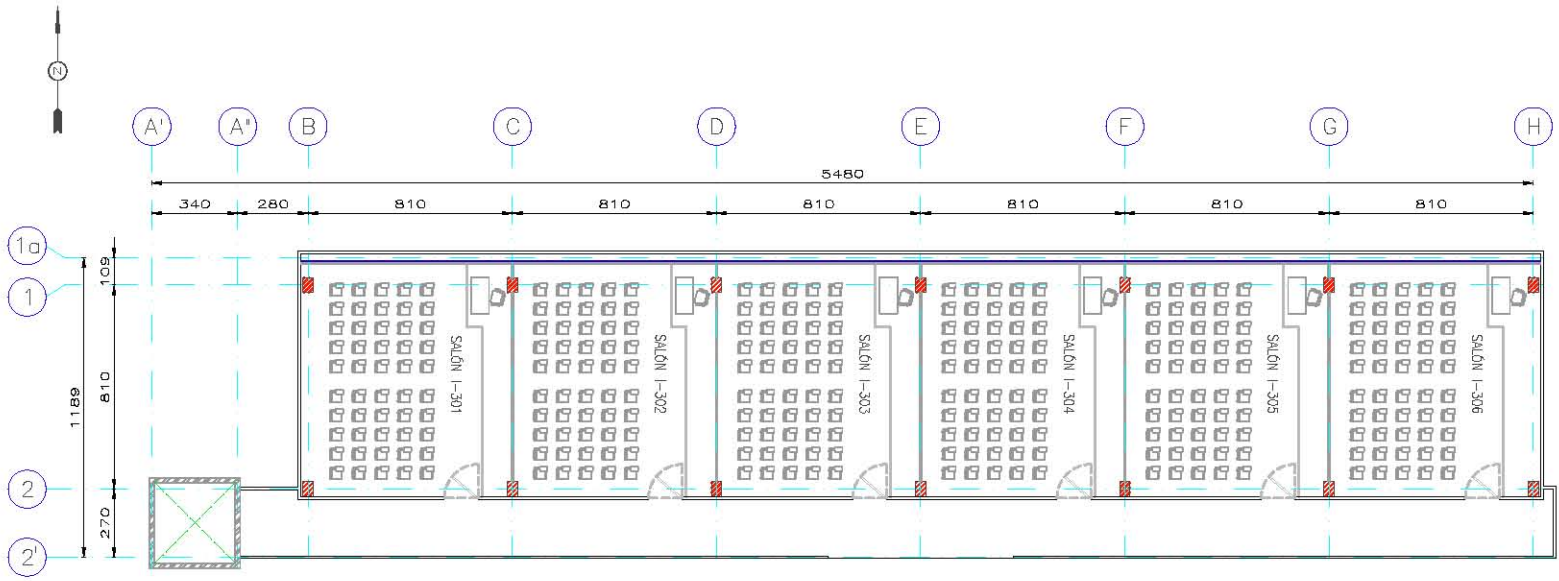 N
A' A" B C D E F G H
5480
340 280 810 810 810 810 810 810
1a
109
1
SALÓN I-301 SALÓN I-302 SALÓN I-303 SALÓN I-304 SALÓN I-305 SALÓN I-306
810
1189
2
270
2'